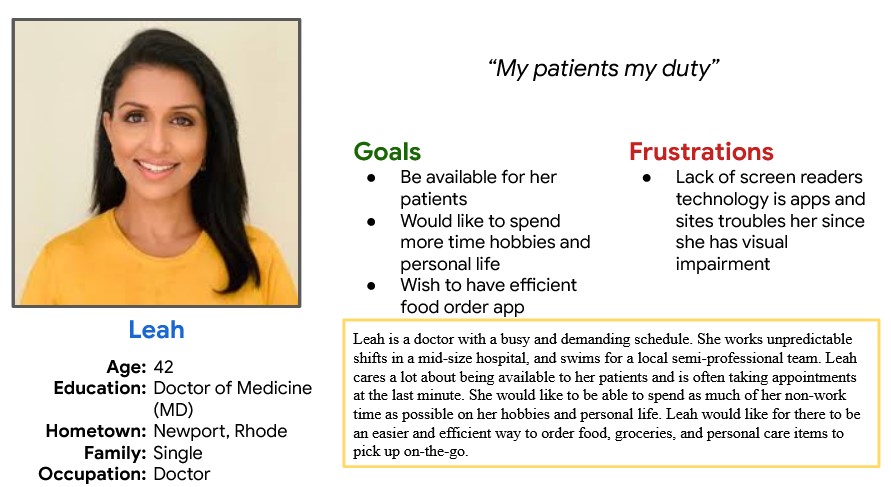 “My patients my duty”
Goals
● Be available for her
patients
● Would like to spend
more time hobbies and
personal life
● Wish to have efficient
food order app
Frustrations
● Lack of screen readers
technology is apps and
sites troubles her since
she has visual
impairment
Leah
Age: 42
Education: Doctor of Medicine
(MD)
Hometown: Newport, Rhode
Family: Single
Occupation: Doctor
Leah is a doctor with a busy and demanding schedule. She works unpredictable
shifts in a mid-size hospital, and swims for a local semi-professional team. Leah
cares a lot about being available to her patients and is often taking appointments
at the last minute. She would like to be able to spend as much of her non-work
time as possible on her hobbies and personal life. Leah would like for there to be
an easier and efficient way to order food, groceries, and personal care items to
pick up on-the-go.